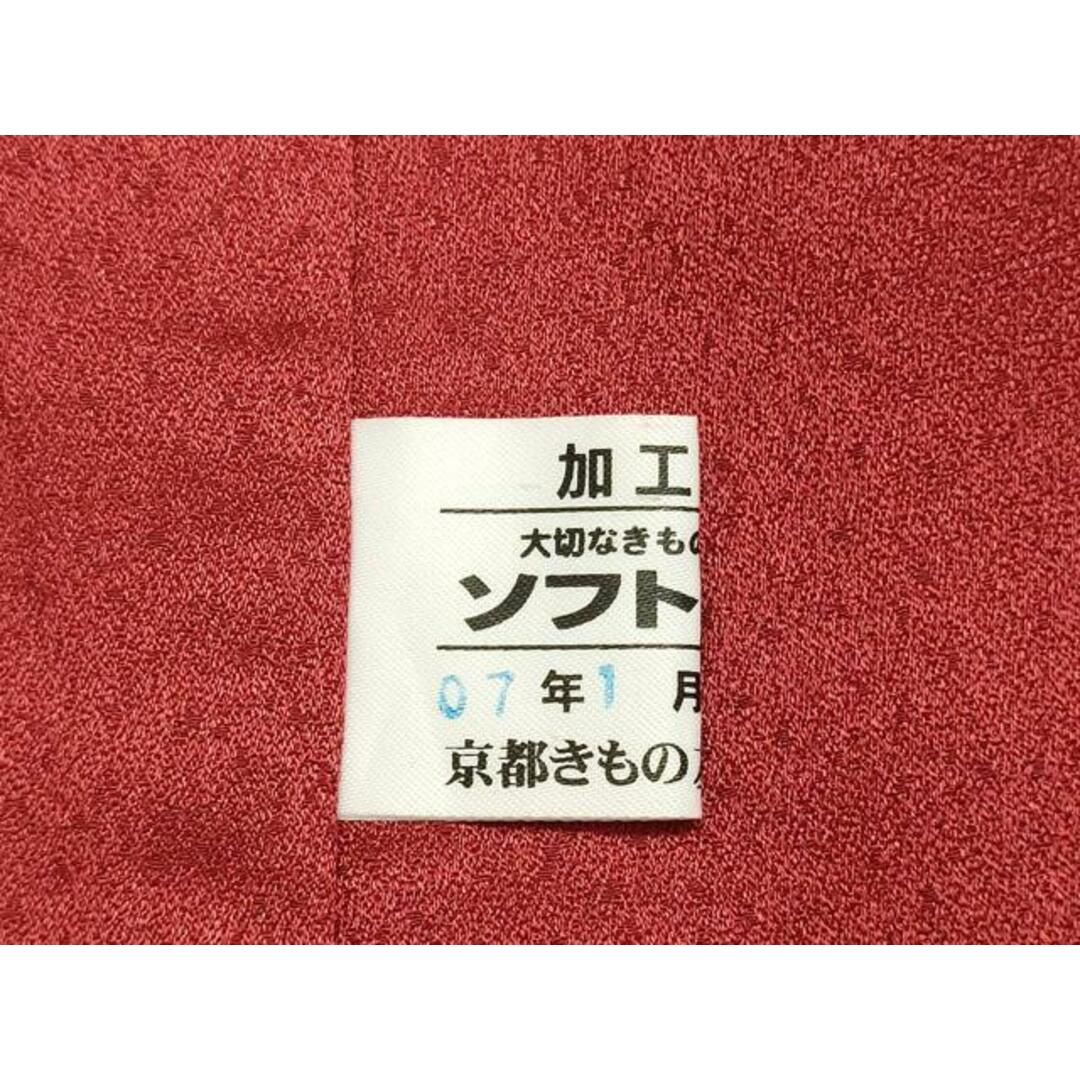 加工
大切なきもの
ソフト
07年1月
京都きもの